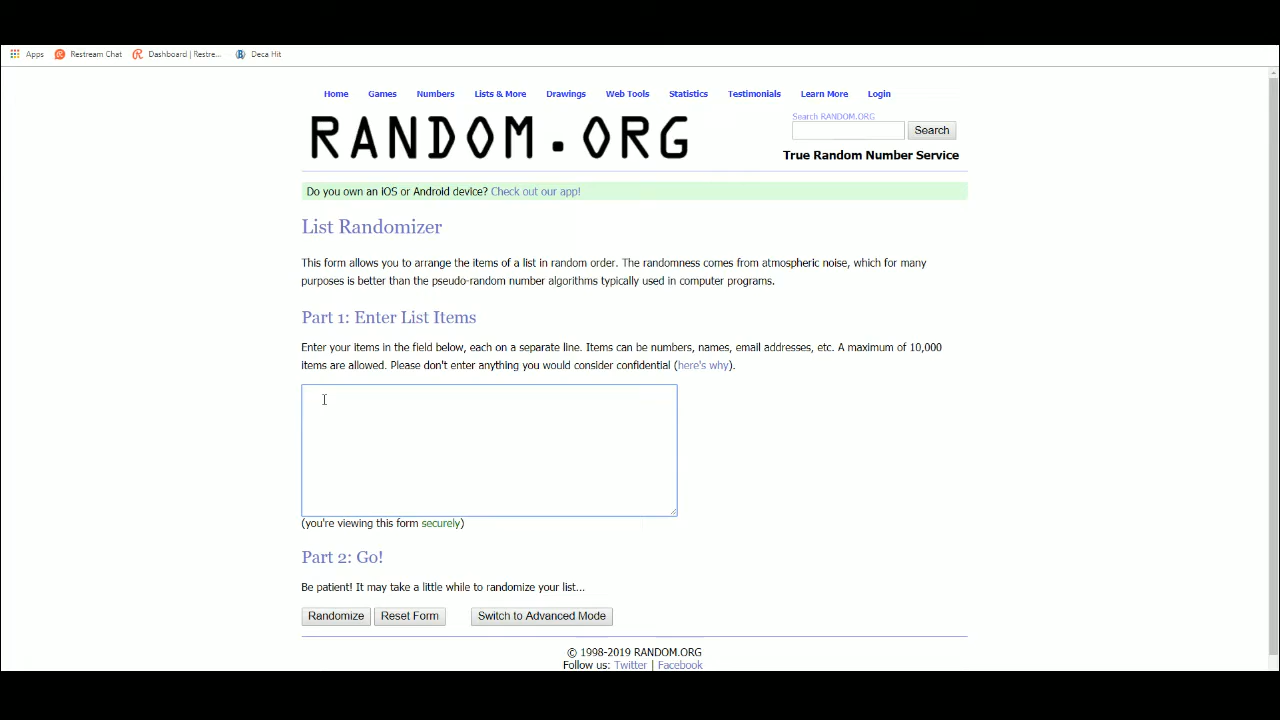 Apps Restream Chat Dashboard | Restre... Deca Hit
Home Games Numbers Lists & More Drawings Web Tools Statistics Testimonials Learn More Login
RANDOM.ORG
Search RANDOM.ORG
Search
True Random Number Service
Do you own an iOS or Android device? Check out our app!
List Randomizer
This form allows you to arrange the items of a list in random order. The randomness comes from atmospheric noise, which for many
purposes is better than the pseudo-random number algorithms typically used in computer programs.
Part 1: Enter List Items
Enter your items in the field below, each on a separate line. Items can be numbers, names, email addresses, etc. A maximum of 10,000
items are allowed. Please don't enter anything you would consider confidential (here's why).
(you're viewing this form securely)
Part 2: Go!
Be patient! It may take a little while to randomize your list...
Randomize Reset Form Switch to Advanced Mode
© 1998-2019 RANDOM.ORG
Follow us: Twitter | Facebook